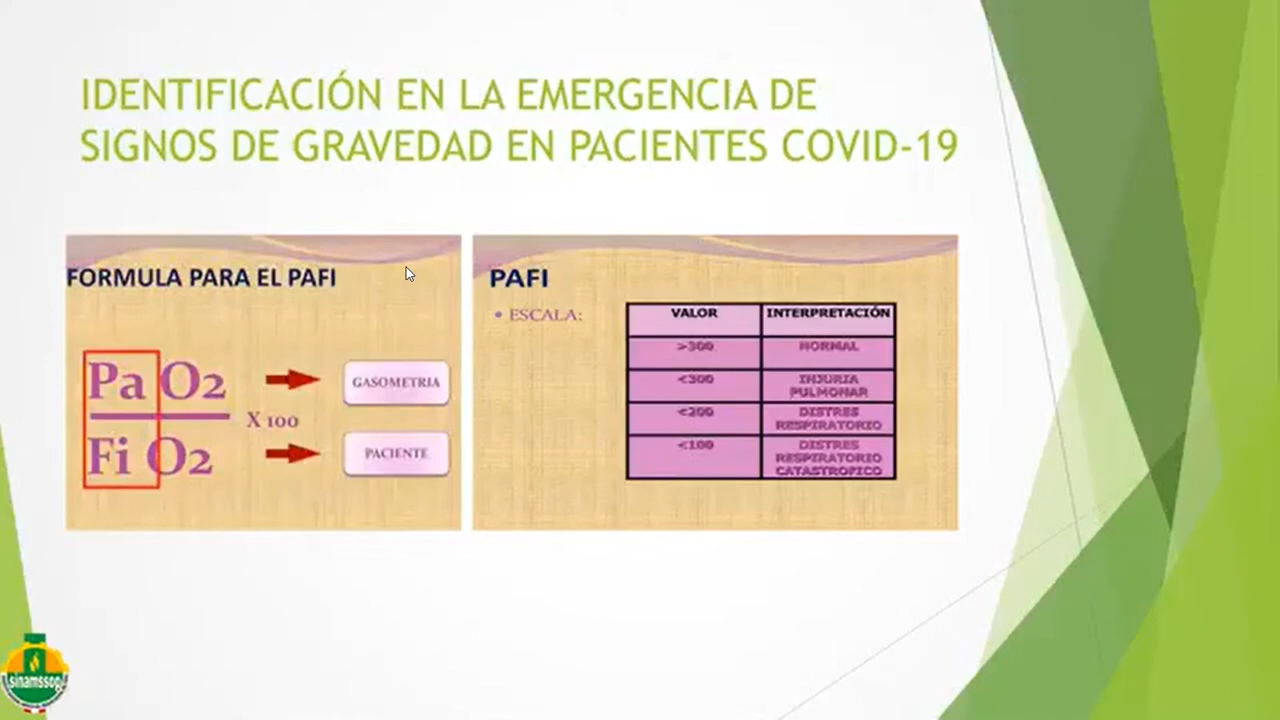 IDENTIFICACIÓN EN LA EMERGENCIA DE
SIGNOS DE GRAVEDAD EN PACIENTES COVID-19
FORMULA PARA EL PAFI
Pa O2
Fi O2
X 100
GASOMETRIA
PACIENTE
PAFI
• ESCALA:
VALOR INTERPRETACIÓN
>300 NORMAL
<300 INJURIA
PULMONAR
<200 DISTRES
RESPIRATORIO
<100 DISTRES
RESPIRATORIO
CATASTROFICO
sinamssop